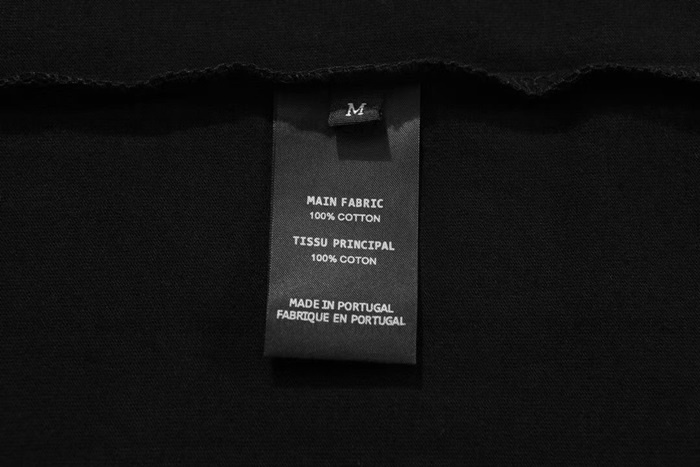 M
MAIN FABRIC
100% COTTON
TISSU PRINCIPAL
100% COTON
MADE IN PORTUGAL
FABRIQUE EN PORTUGAL